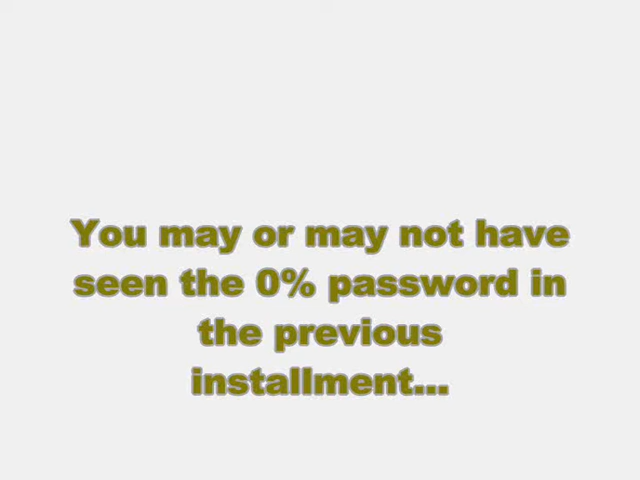 You may or may not have
seen the 0% password in
the previous
installment...